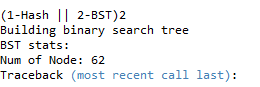 (1-Hash || 2-BST)2
Building binary search tree
BST stats:
Num of Node: 62
Traceback (most recent call last):